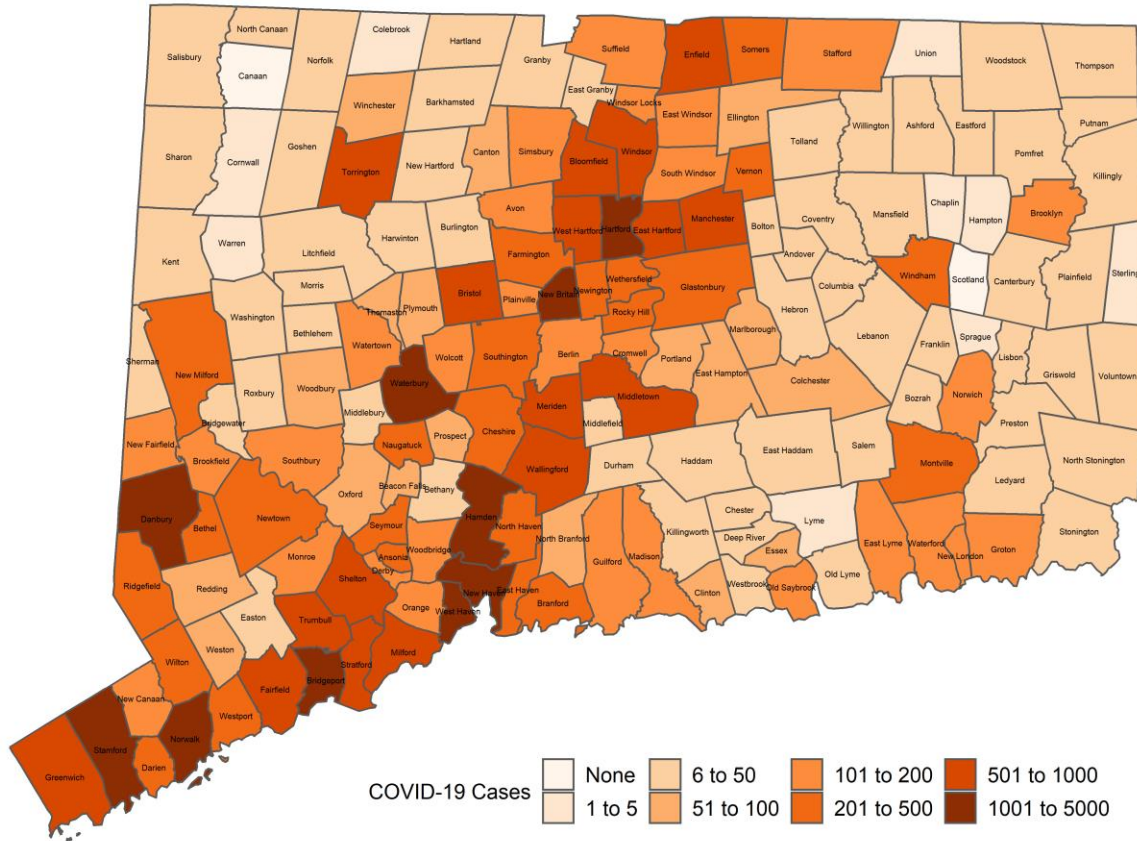 North Canaan
Colebrook
Hartland
Suffield
Enfield
Somers
Stafford
Union
Salisbury
Canaan
Norfolk
Granby
Woodstock
Thompson
East Granby
Windsor Locks
Winchester
Barkhamsted
East Windsor
Ellington
Willington
Ashford
Eastford
Putnam
Sharon
Cornwall
Goshen
Torrington
New Hartford
Canton
Simsbury
Bloomfield
Windsor
Tolland
Pomfret
Killingly
South Windsor
Vernon
Avon
West Hartford
Hartford
East Hartford
Manchester
Bolton
Coventry
Mansfield
Chaplin
Hampton
Brooklyn
Kent
Warren
Litchfield
Harwinton
Burlington
Farmington
Andover
Windham
Scotland
Canterbury
Plainfield
Sterling
Morris
Bristol
Plainville
New Britain
Newington
Wethersfield
Glastonbury
Columbia
Hebron
Washington
Bethlehem
Thomaston
Plymouth
Rocky Hill
Marlborough
Lebanon
Franklin
Sprague
Lisbon
Sherman
New Milford
Watertown
Wolcott
Southington
Berlin
Cromwell
Portland
East Hampton
Colchester
Griswold
Voluntown
Roxbury
Woodbury
Waterbury
Bozrah
Norwich
Preston
Bridgewater
Middlebury
Meriden
Middletown
Middlefield
New Fairfield
Brookfield
Southbury
Naugatuck
Prospect
Cheshire
Wallingford
Durham
Haddam
East Haddam
Salem
Montville
North Stonington
Ledyard
Danbury
Bethel
Newtown
Oxford
Beacon Falls
Bethany
Hamden
North Haven
North Branford
Killingworth
Chester
Lyme
Stonington
Seymour
Woodbridge
Guilford
Madison
Deep River
Essex
East Lyme
Waterford
New London
Groton
Ridgefield
Redding
Monroe
Ansonia
Derby
Shelton
Orange
West Haven
New Haven
East Haven
Branford
Clinton
Westbrook
Old Saybrook
Old Lyme
Easton
Trumbull
Wilton
Weston
Stratford
Milford
New Canaan
Westport
Fairfield
Bridgeport
Stamford
Norwalk
Darien
Greenwich
COVID-19 Cases
None
6 to 50
101 to 200
501 to 1000
1 to 5
51 to 100
201 to 500
1001 to 5000